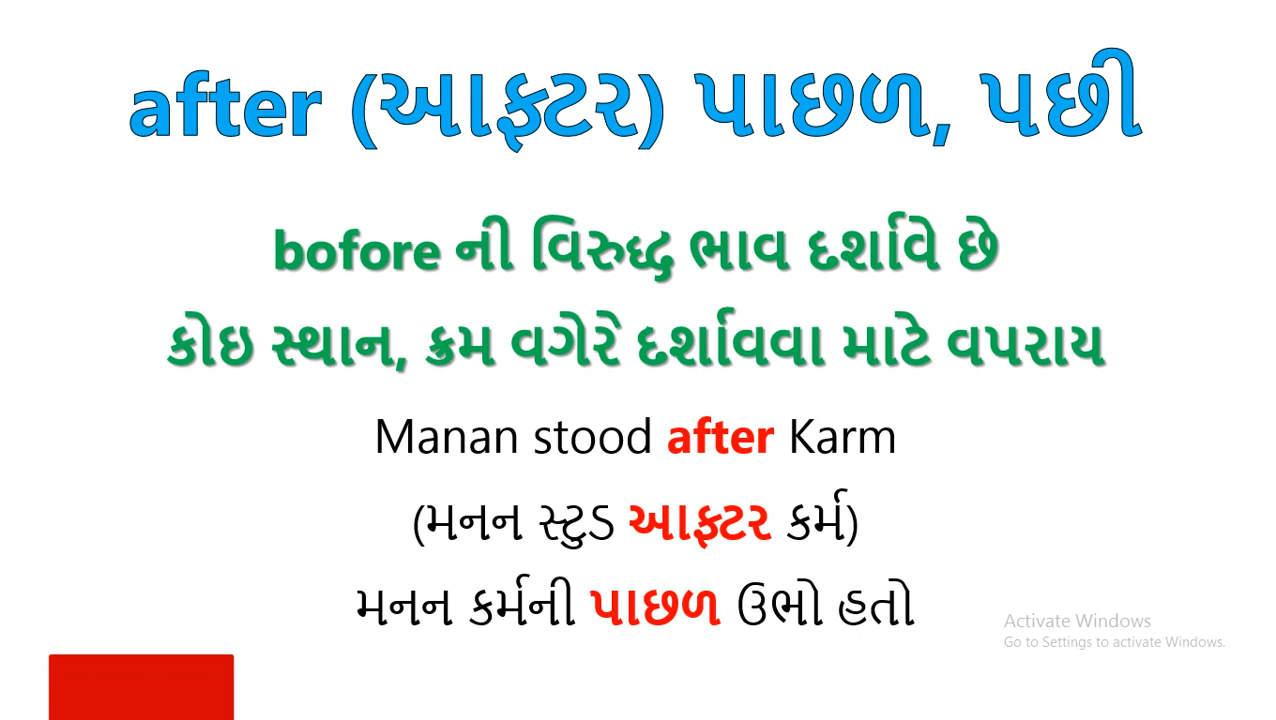 after (આફ્ટર) પાછળ, પછી
bofore ની વિરુદ્ધ ભાવ દર્શાવે છે
કોઇ સ્થાન, ક્રમ વગેરે દર્શાવવા માટે વપરાય
Manan stood after Karm
(મનન સ્ટુડ આફ્ટર કર્મ)
મનન કર્મની પાછળ ઉભો હતો
Activate Windows
Go to Settings to activate Windows.